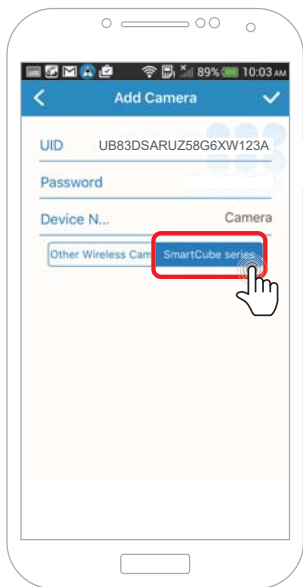 89% 10:03 AM
Add Camera
UID UB83DSARUZ58G6XW123A
Password
Device N... Camera
Other Wireless Cam SmartCube series